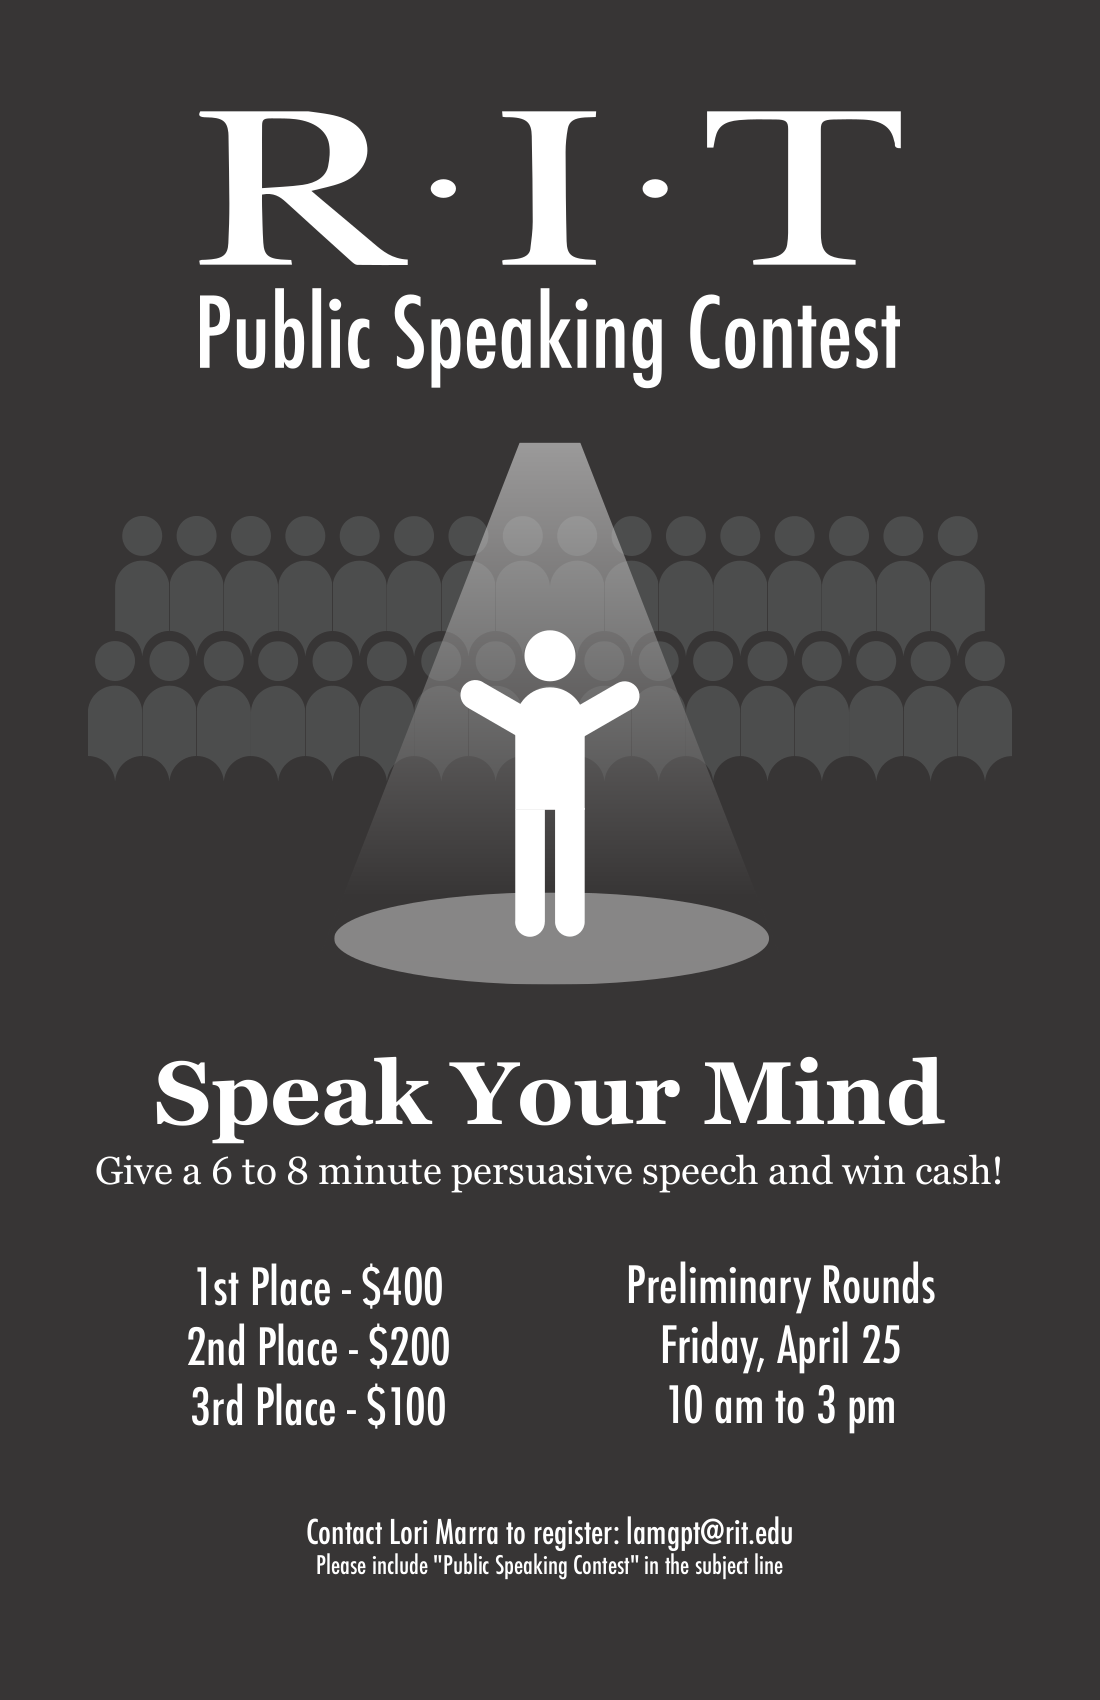 R·I·T
Public Speaking Contest
Speak Your Mind
Give a 6 to 8 minute persuasive speech and win cash!
1st Place - $400
2nd Place - $200
3rd Place - $100
Preliminary Rounds
Friday, April 25
10 am to 3 pm
Contact Lori Marra to register: lamgpt@rit.edu
Please include "Public Speaking Contest" in the subject line